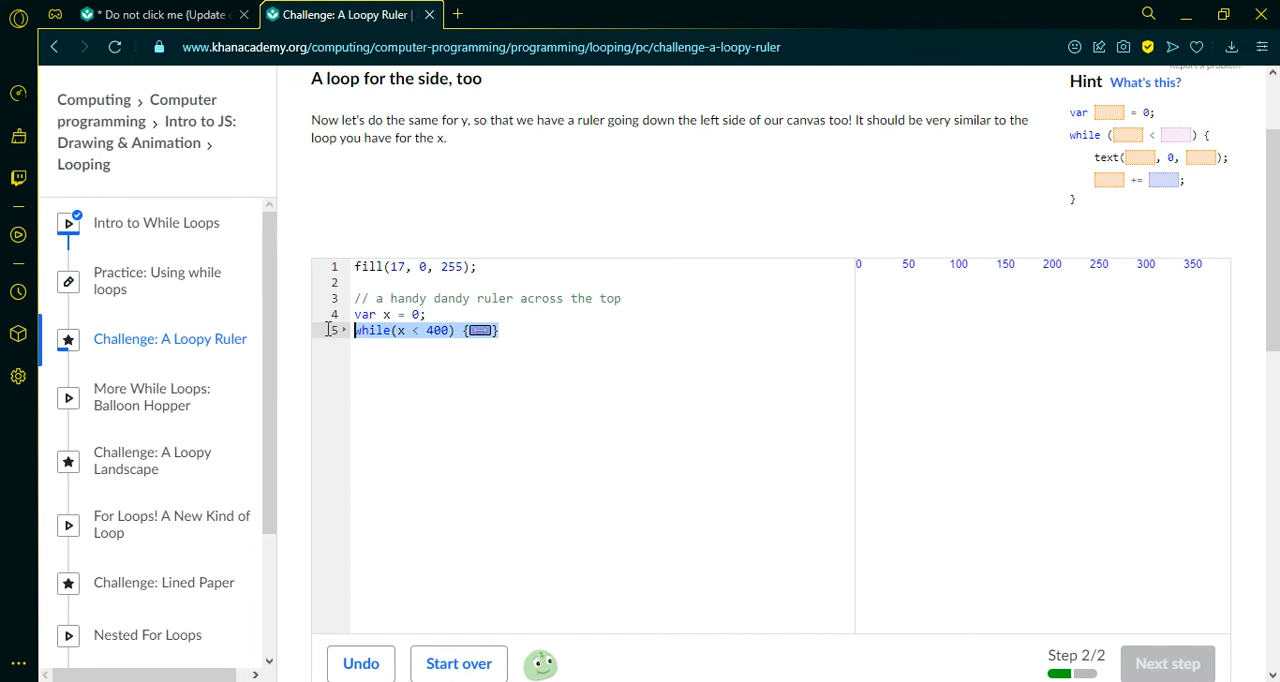 * Do not click me {Update
Challenge: A Loopy Ruler |
www.khanacademy.org/computing/computer-programming/programming/looping/pc/challenge-a-loopy-ruler
Computing › Computer
programming › Intro to JS:
Drawing & Animation ›
Looping
Intro to While Loops
Practice: Using while
loops
Challenge: A Loopy Ruler
More While Loops:
Balloon Hopper
Challenge: A Loopy
Landscape
For Loops! A New Kind of
Loop
Challenge: Lined Paper
Nested For Loops
A loop for the side, too
Now let's do the same for y, so that we have a ruler going down the left side of our canvas too! It should be very similar to the
loop you have for the x.
Report a problem
Hint What's this?
var = 0;
while ( < ) {
text( , 0, );
+= ;
}
1 fill(17, 0, 255);
2
3 // a handy dandy ruler across the top
4 var x = 0;
5 while(x < 400) { }
0 50 100 150 200 250 300 350
Undo
Start over
Step 2/2
Next step